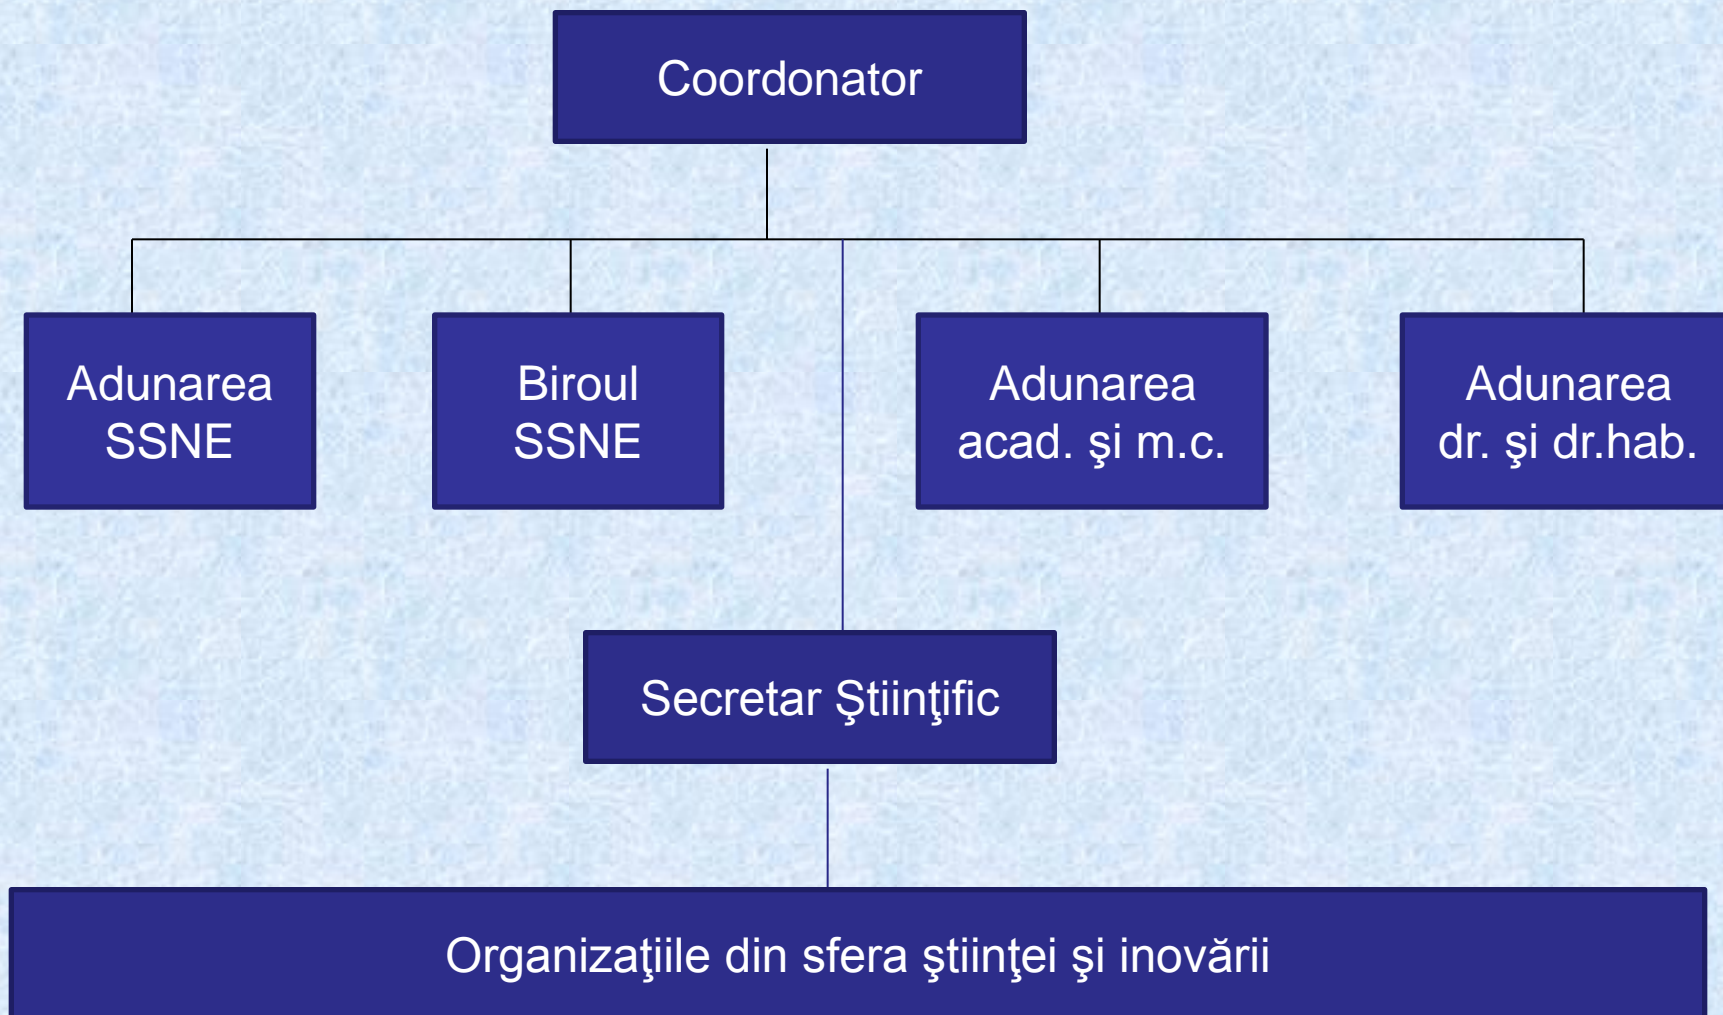 Coordonator
Adunarea
SSNE
Biroul
SSNE
Adunarea
acad. şi m.c.
Adunarea
dr. şi dr.hab.
Secretar Ştiinţific
Organizaţiile din sfera ştiinţei şi inovării